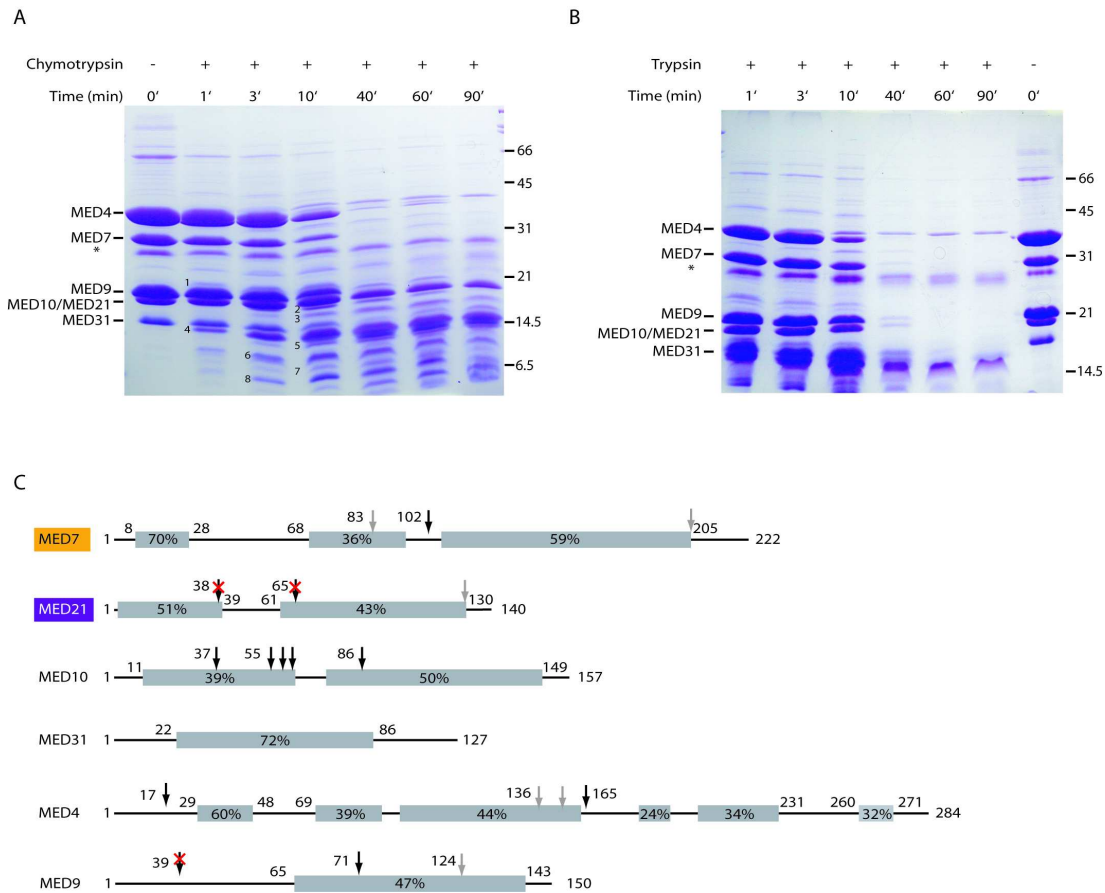 A
Chymotrypsin - + + + + + +
Time (min) 0' 1' 3' 10' 40' 60' 90'
66
45
MED4
31
MED7
*
21
1
MED9
MED10/MED21
2
3
MED31
14.5
4
5
6
7
6.5
8
B
Trypsin + + + + + + -
Time (min) 1' 3' 10' 40' 60' 90' 0'
66
45
MED4
MED7
31
*
MED9
21
MED10/MED21
MED31
14.5
C
MED7 1 8 70% 28 68 36% 83 102 59% 205 222
MED21 1 51% 38 39 61 65 43% 130 140
MED10 1 11 37 39% 55 86 50% 149 157
MED31 1 22 72% 86 127
MED4 1 17 29 60% 48 69 39% 44% 136 165 24% 34% 231 260 32% 271 284
MED9 1 39 65 71 47% 124 143 150